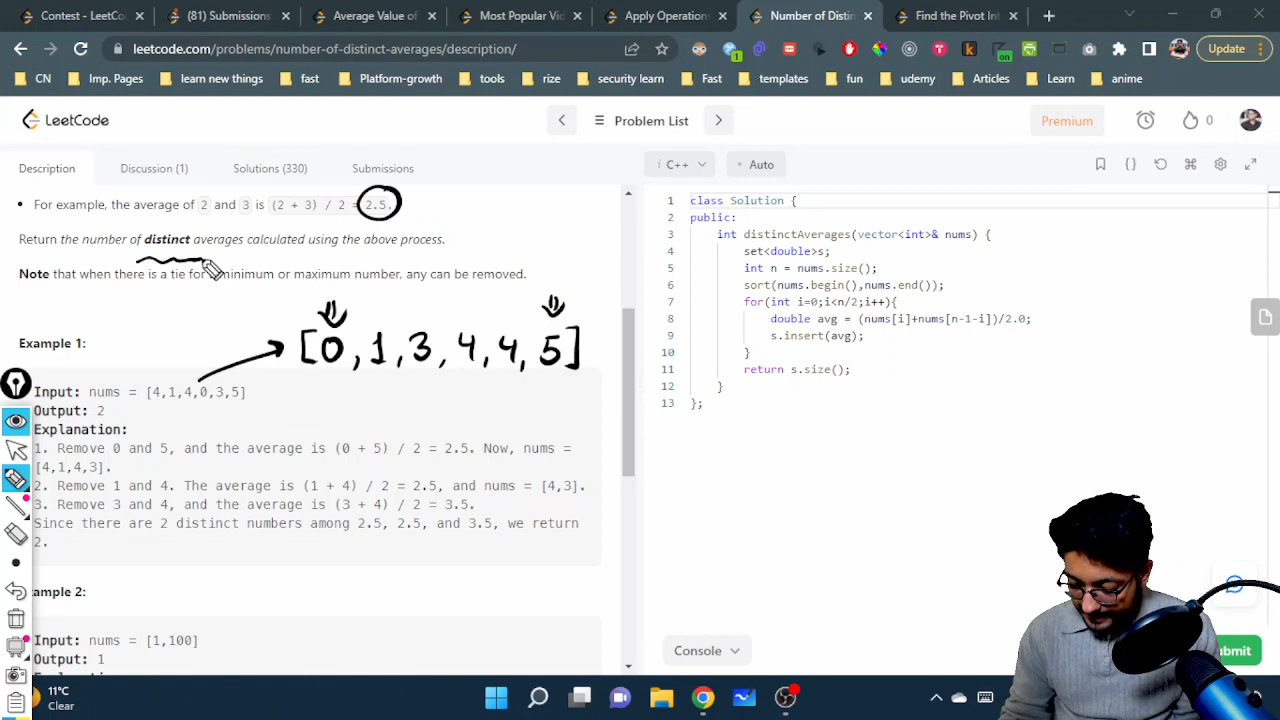 Contest - LeetCo
(81) Submissions
Average Value of
Most Popular Vid
Apply Operation
Number of Distin
Find the Pivot Int
leetcode.com/problems/number-of-distinct-averages/description/
1
on
Update
CN
Imp. Pages
learn new things
fast
Platform-growth
tools
rize
security learn
Fast
templates
fun
udemy
Articles
Learn
anime
LeetCode
Problem List
Premium
0
Description
Discussion (1)
Solutions (330)
Submissions
i C++
Auto
For example, the average of 2 and 3 is (2 + 3) / 2 = 2.5.
Return the number of distinct averages calculated using the above process.
Note that when there is a tie for minimum or maximum number, any can be removed.
[0, 1, 3, 4, 4, 5]
Example 1:
Input: nums = [4,1,4,0,3,5]
Output: 2
Explanation:
1. Remove 0 and 5, and the average is (0 + 5) / 2 = 2.5. Now, nums =
[4,1,4,3].
2. Remove 1 and 4. The average is (1 + 4) / 2 = 2.5, and nums = [4,3].
3. Remove 3 and 4, and the average is (3 + 4) / 2 = 3.5.
Since there are 2 distinct numbers among 2.5, 2.5, and 3.5, we return
2.
ample 2:
Input: nums = [1,100]
Output: 1
1 class Solution {
2 public:
3 int distinctAverages(vector<int>& nums) {
4 set<double>s;
5 int n = nums.size();
6 sort(nums.begin(),nums.end());
7 for(int i=0;i<n/2;i++){
8 double avg = (nums[i]+nums[n-1-i])/2.0;
9 s.insert(avg);
10 }
11 return s.size();
12 }
13 };
Console
ubmit
11°C
Clear